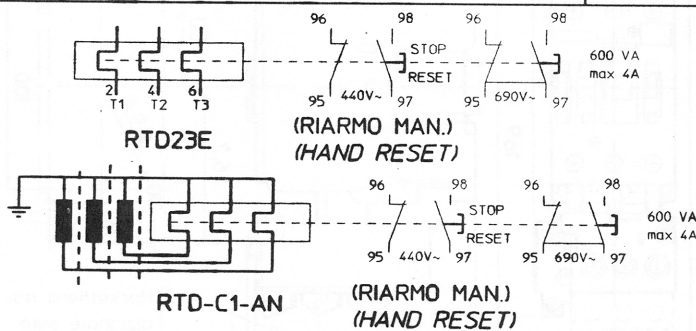 96 98 96 98
STOP
600 VA
max 4A
RESET
2 4 6
T1 T2 T3
95 440V~ 97 95 690V~ 97
RTD23E
(RIARMO MAN.)
(HAND RESET)
96 98 96 98
STOP
600 VA
max 4A
RESET
95 440V~ 97 95 690V~ 97
RTD-C1-AN
(RIARMO MAN.)
(HAND RESET)